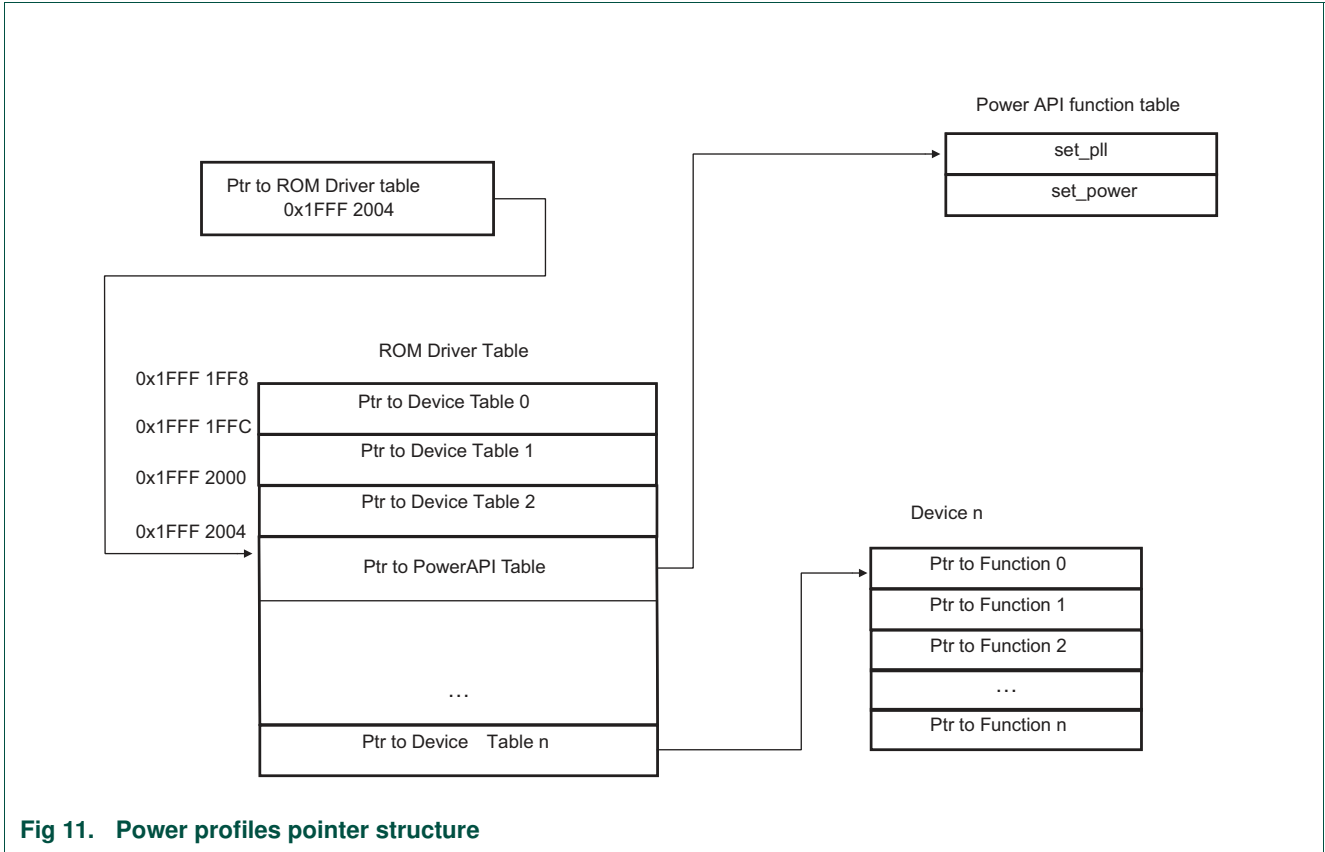 Power API function table
set_pll
set_power
Ptr to ROM Driver table
0x1FFF 2004
ROM Driver Table
0x1FFF 1FF8
Ptr to Device Table 0
0x1FFF 1FFC
Ptr to Device Table 1
0x1FFF 2000
Ptr to Device Table 2
0x1FFF 2004
Ptr to PowerAPI Table
...
Ptr to Device Table n
Device n
Ptr to Function 0
Ptr to Function 1
Ptr to Function 2
...
Ptr to Function n
Fig 11. Power profiles pointer structure